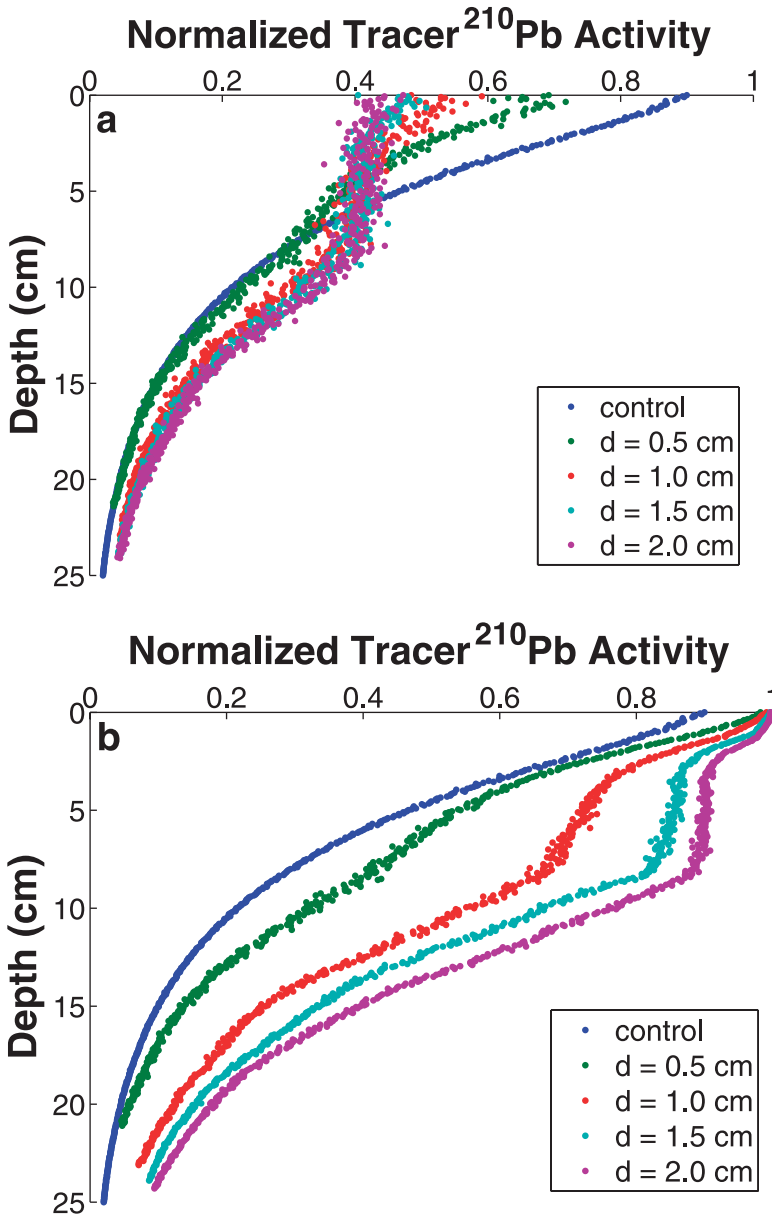 Normalized Tracer 210Pb Activity
0 0.2 0.4 0.6 0.8 1
a
0
5
10
15
20
25
Depth (cm)
control
d = 0.5 cm
d = 1.0 cm
d = 1.5 cm
d = 2.0 cm
Normalized Tracer 210Pb Activity
0 0.2 0.4 0.6 0.8 1
b
0
5
10
15
20
25
Depth (cm)
control
d = 0.5 cm
d = 1.0 cm
d = 1.5 cm
d = 2.0 cm